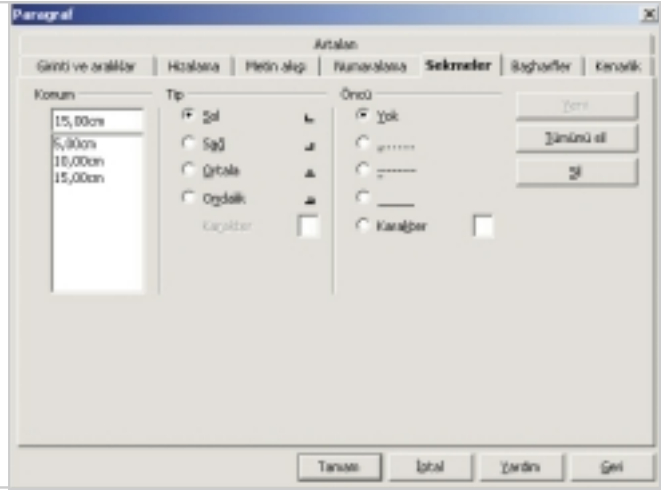 Paragraf
Artalan
Girinti ve aralıklar Hizalama Metin akışı Numaralama Sekmeler Başharfler Kenarlık
Konum
15,00cm
5,00cm
10,00cm
15,00cm
Tip
Sol
Sağ
Ortala
Ondalık
Karakter
Öncü
Yok
Karakter
Yeni
Tümünü sil
Sil
Tamam İptal Yardım Geri